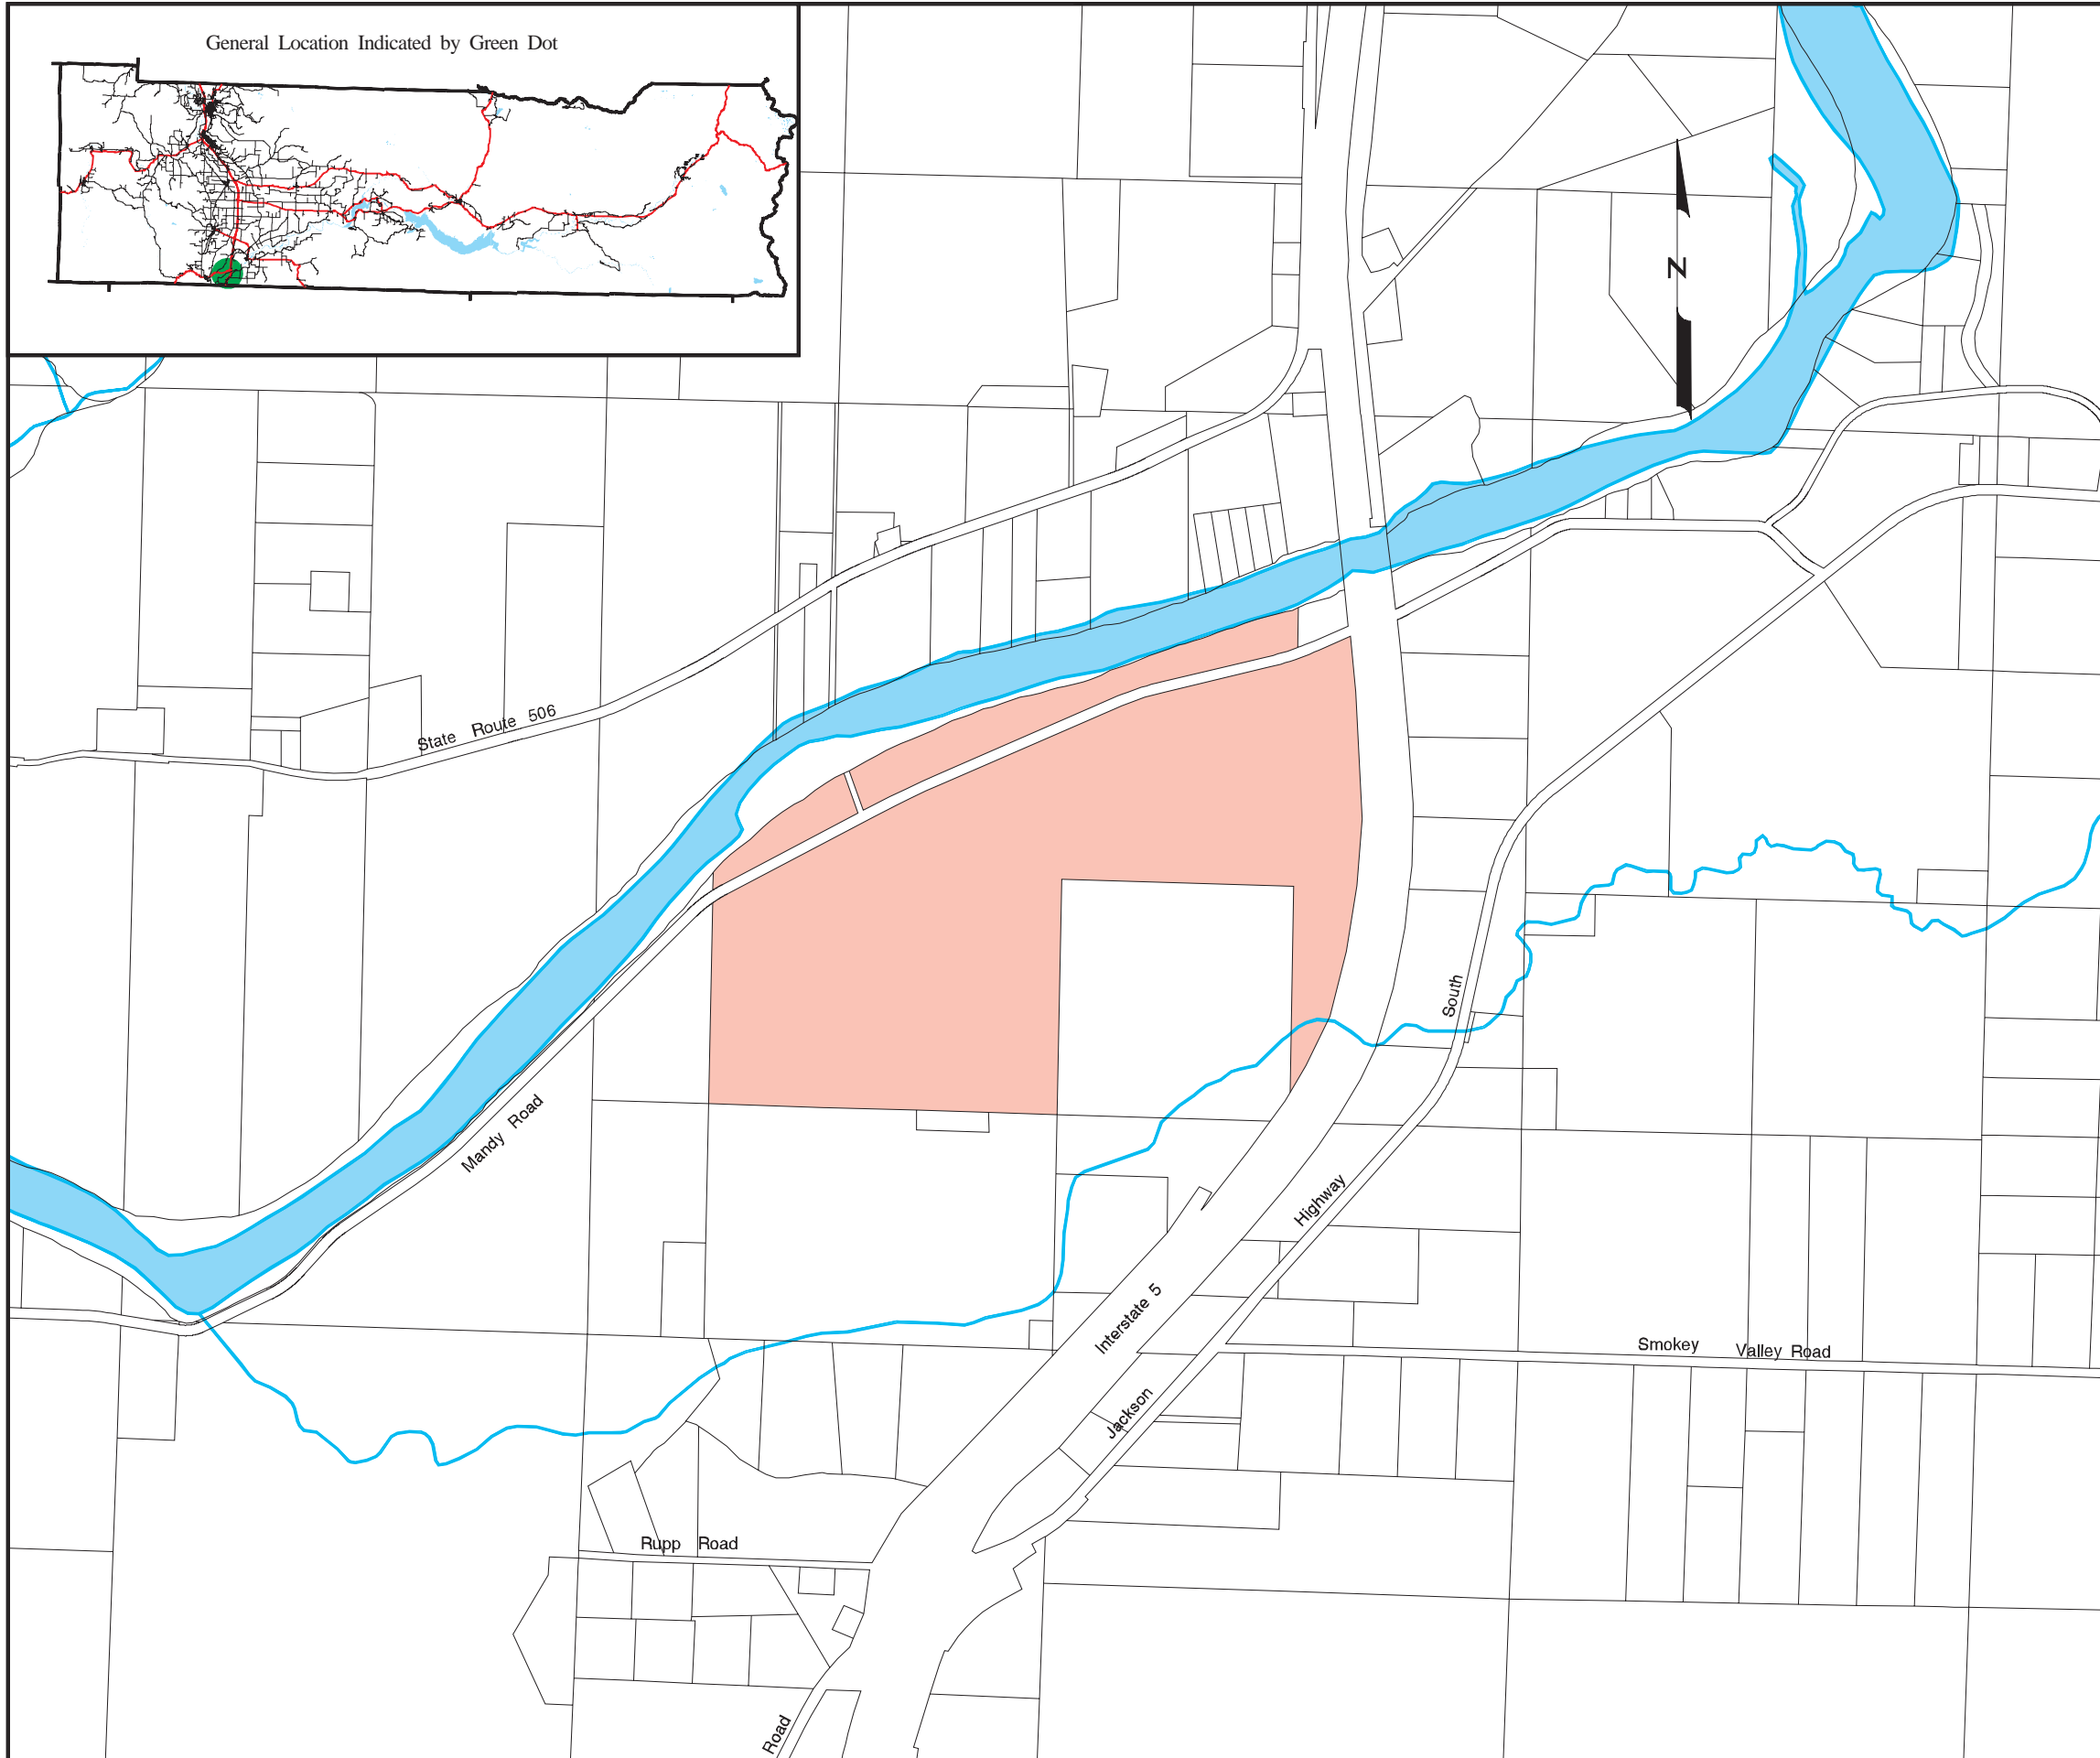 General Location Indicated by Green Dot
N
State Route 506
Mandy Road
South
Highway
Interstate 5
Jackson
Smokey Valley Road
Rupp Road
Road